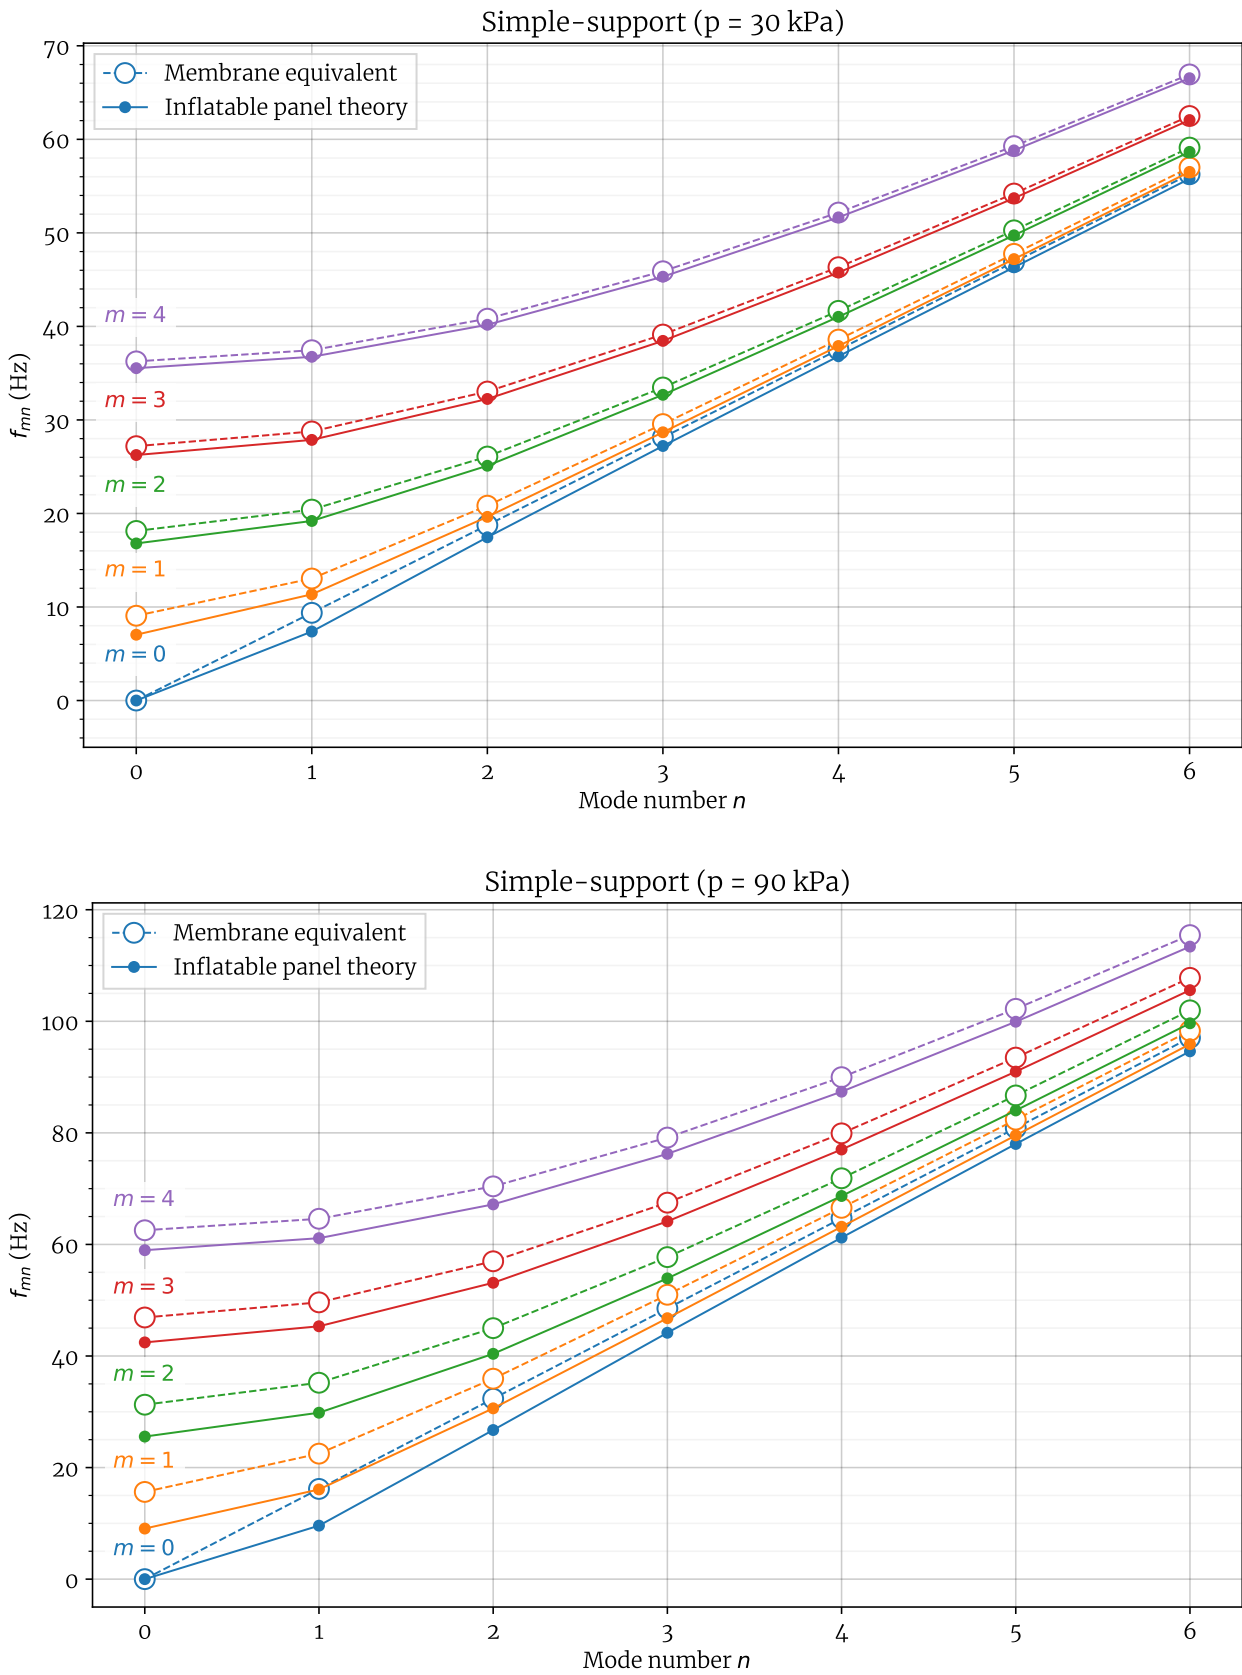 Simple-support (p = 30 kPa)
70
60
50
40
30
20
10
0
f_mn (Hz)
Membrane equivalent
Inflatable panel theory
m = 4
m = 3
m = 2
m = 1
m = 0
0 1 2 3 4 5 6
Mode number n
Simple-support (p = 90 kPa)
120
100
80
60
40
20
0
f_mn (Hz)
Membrane equivalent
Inflatable panel theory
m = 4
m = 3
m = 2
m = 1
m = 0
0 1 2 3 4 5 6
Mode number n